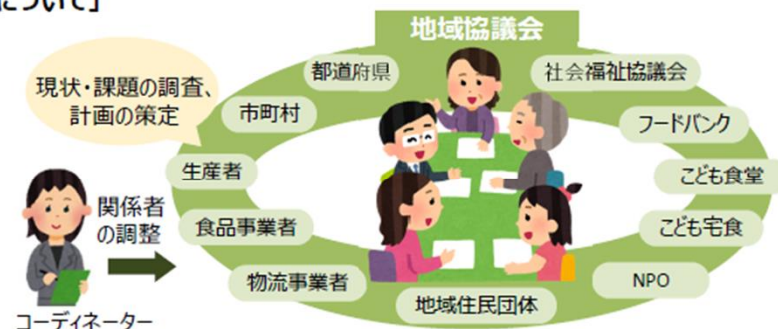 について」
地域協議会
現状・課題の調査、
計画の策定
都道府県
社会福祉協議会
市町村
フードバンク
生産者
こども食堂
関係者
の調整
食品事業者
こども宅食
物流事業者
NPO
地域住民団体
コーディネーター